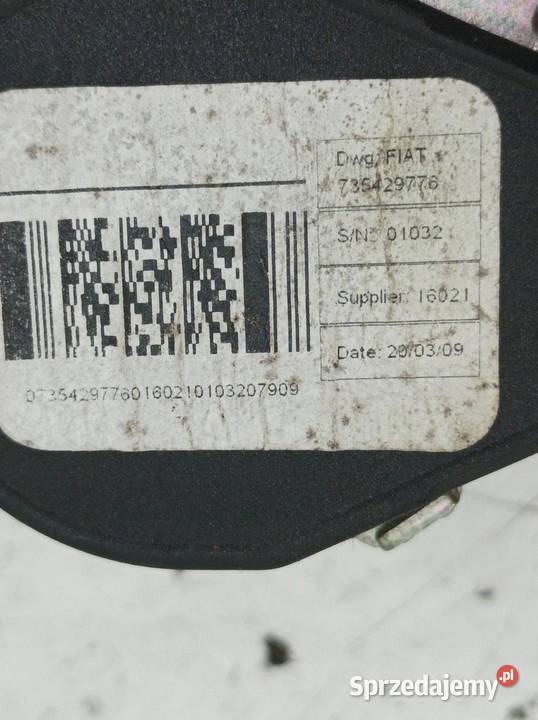 Dwg. FIAT
735429776
S/N: 01032
Supplier: 16021
Date: 20/03/09
07354297760160210103207909
Sprzedajemy.pl